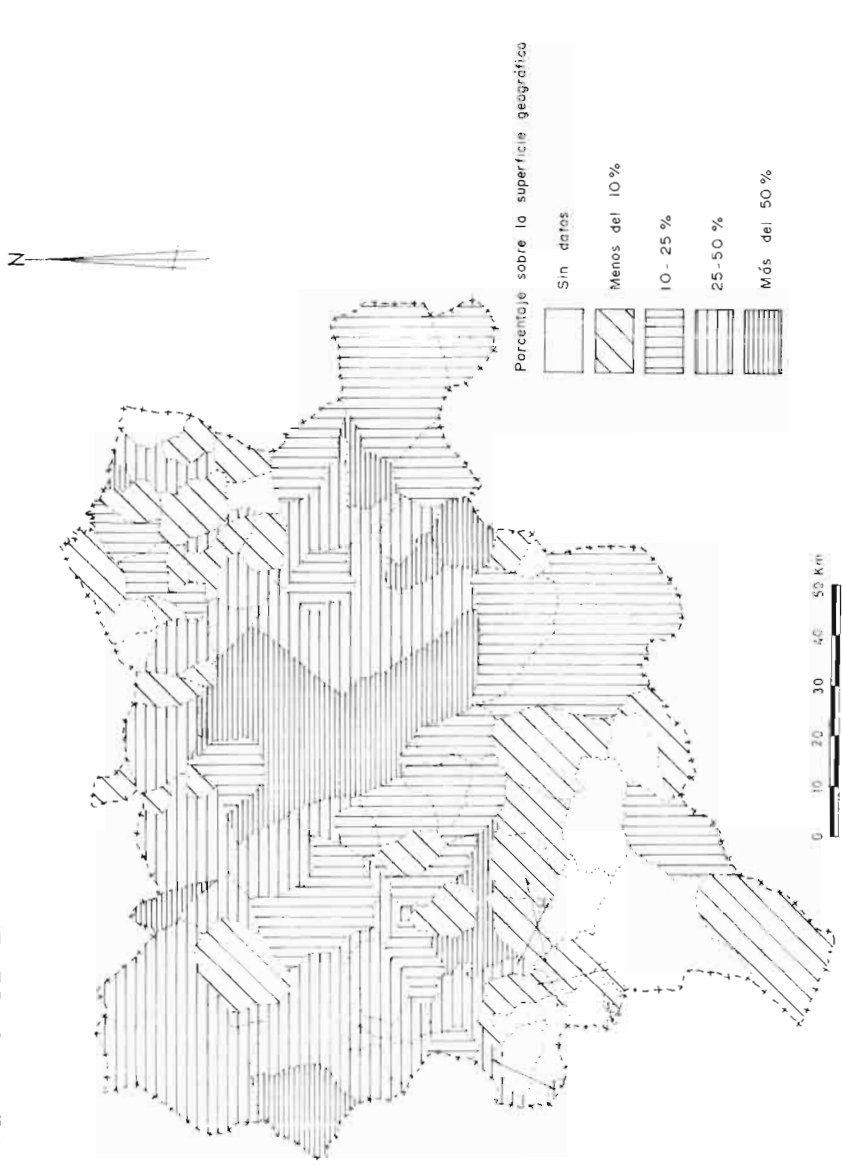 N
Porcentaje sobre la superficie geográfica
Sin datos
Menos del 10 %
10 - 25 %
25-50 %
Más del 50 %
0 10 20 30 40 50 Km